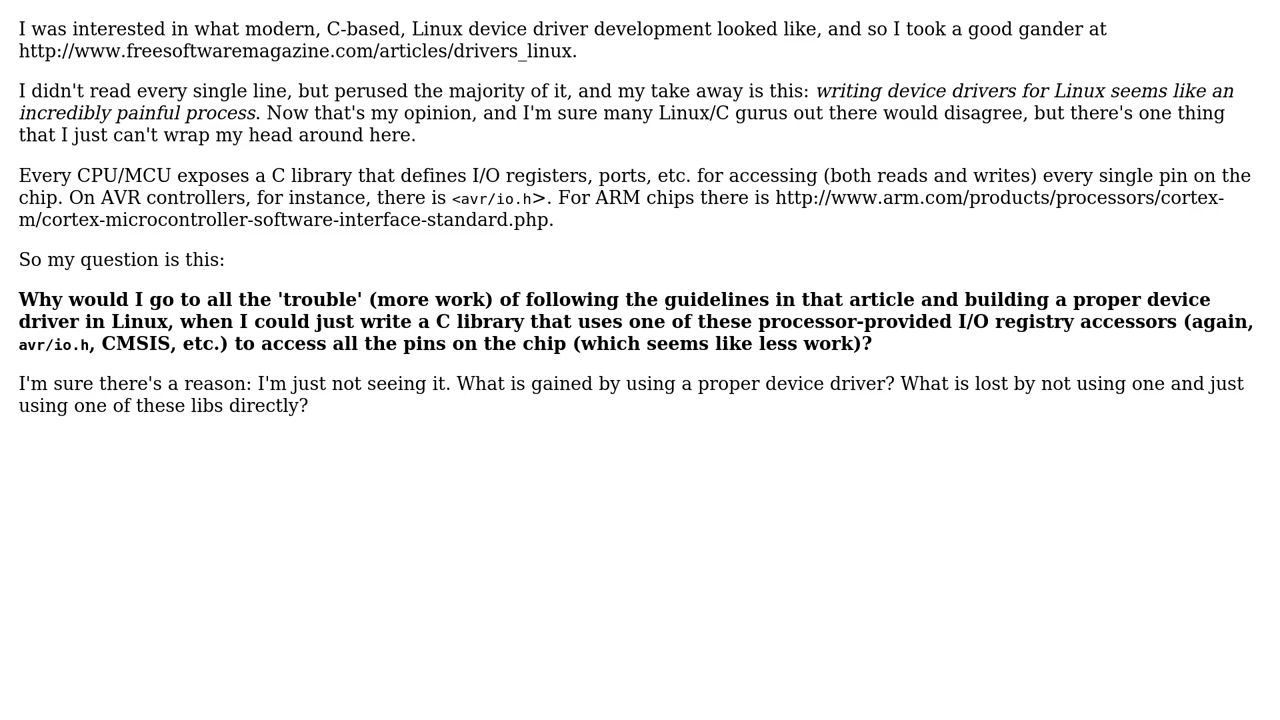 I was interested in what modern, C-based, Linux device driver development looked like, and so I took a good gander at
http://www.freesoftwaremagazine.com/articles/drivers_linux.
I didn't read every single line, but perused the majority of it, and my take away is this: writing device drivers for Linux seems like an
incredibly painful process. Now that's my opinion, and I'm sure many Linux/C gurus out there would disagree, but there's one thing
that I just can't wrap my head around here.
Every CPU/MCU exposes a C library that defines I/O registers, ports, etc. for accessing (both reads and writes) every single pin on the
chip. On AVR controllers, for instance, there is <avr/io.h>. For ARM chips there is http://www.arm.com/products/processors/cortex-
m/cortex-microcontroller-software-interface-standard.php.
So my question is this:
Why would I go to all the 'trouble' (more work) of following the guidelines in that article and building a proper device
driver in Linux, when I could just write a C library that uses one of these processor-provided I/O registry accessors (again,
avr/io.h, CMSIS, etc.) to access all the pins on the chip (which seems like less work)?
I'm sure there's a reason: I'm just not seeing it. What is gained by using a proper device driver? What is lost by not using one and just
using one of these libs directly?